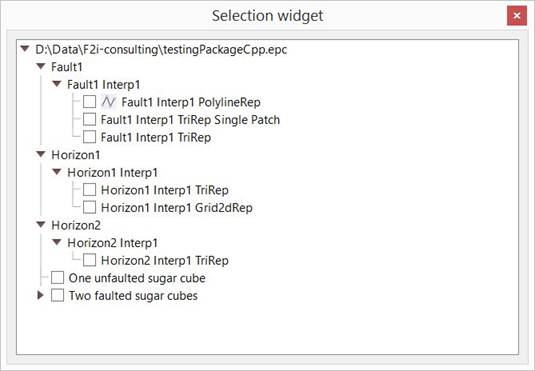 Selection widget
D:\Data\F2i-consulting\testingPackageCpp.epc
Fault1
Fault1 Interp1
Fault1 Interp1 PolylineRep
Fault1 Interp1 TriRep Single Patch
Fault1 Interp1 TriRep
Horizon1
Horizon1 Interp1
Horizon1 Interp1 TriRep
Horizon1 Interp1 Grid2dRep
Horizon2
Horizon2 Interp1
Horizon2 Interp1 TriRep
One unfaulted sugar cube
Two faulted sugar cubes